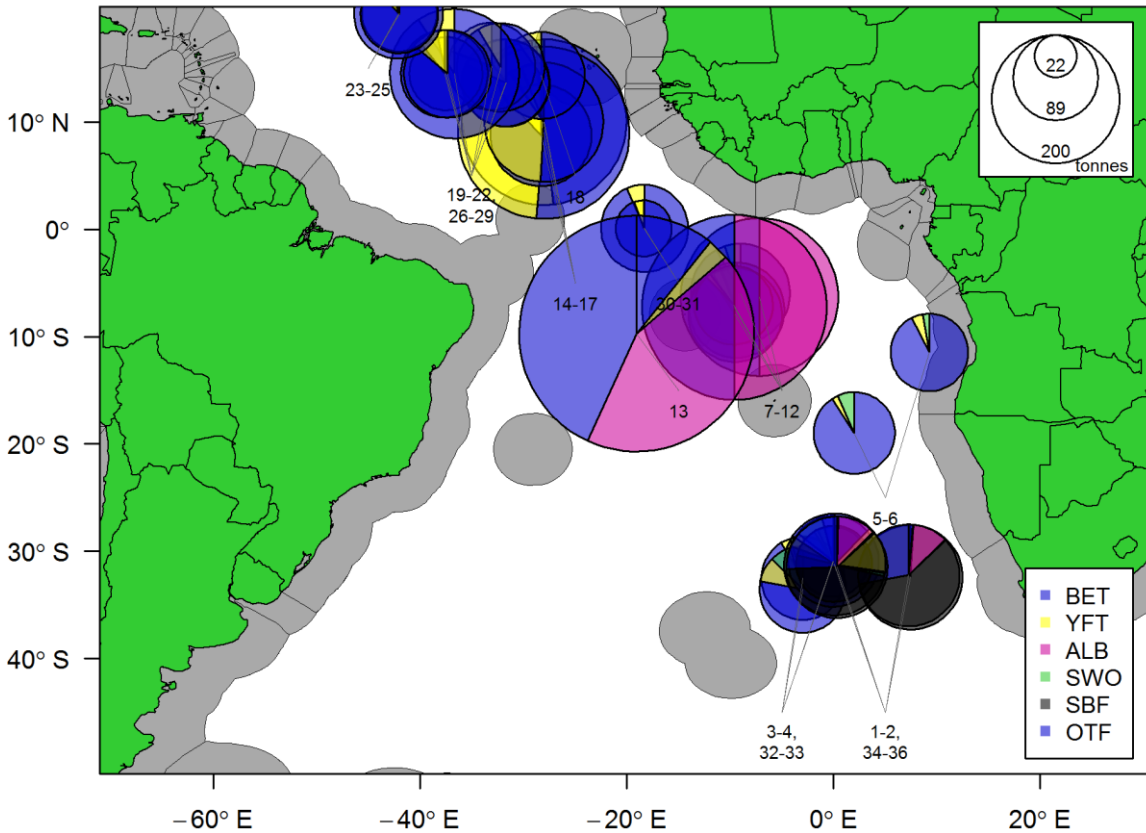 22
89
200
tonnes
10° N
0°
10° S
20° S
30° S
40° S
23-25
19-22,
26-29
18
14-17
30-31
13
7-12
5-6
3-4,
32-33
1-2,
34-36
BET
YFT
ALB
SWO
SBF
OTF
−60° E
−40° E
−20° E
0° E
20° E